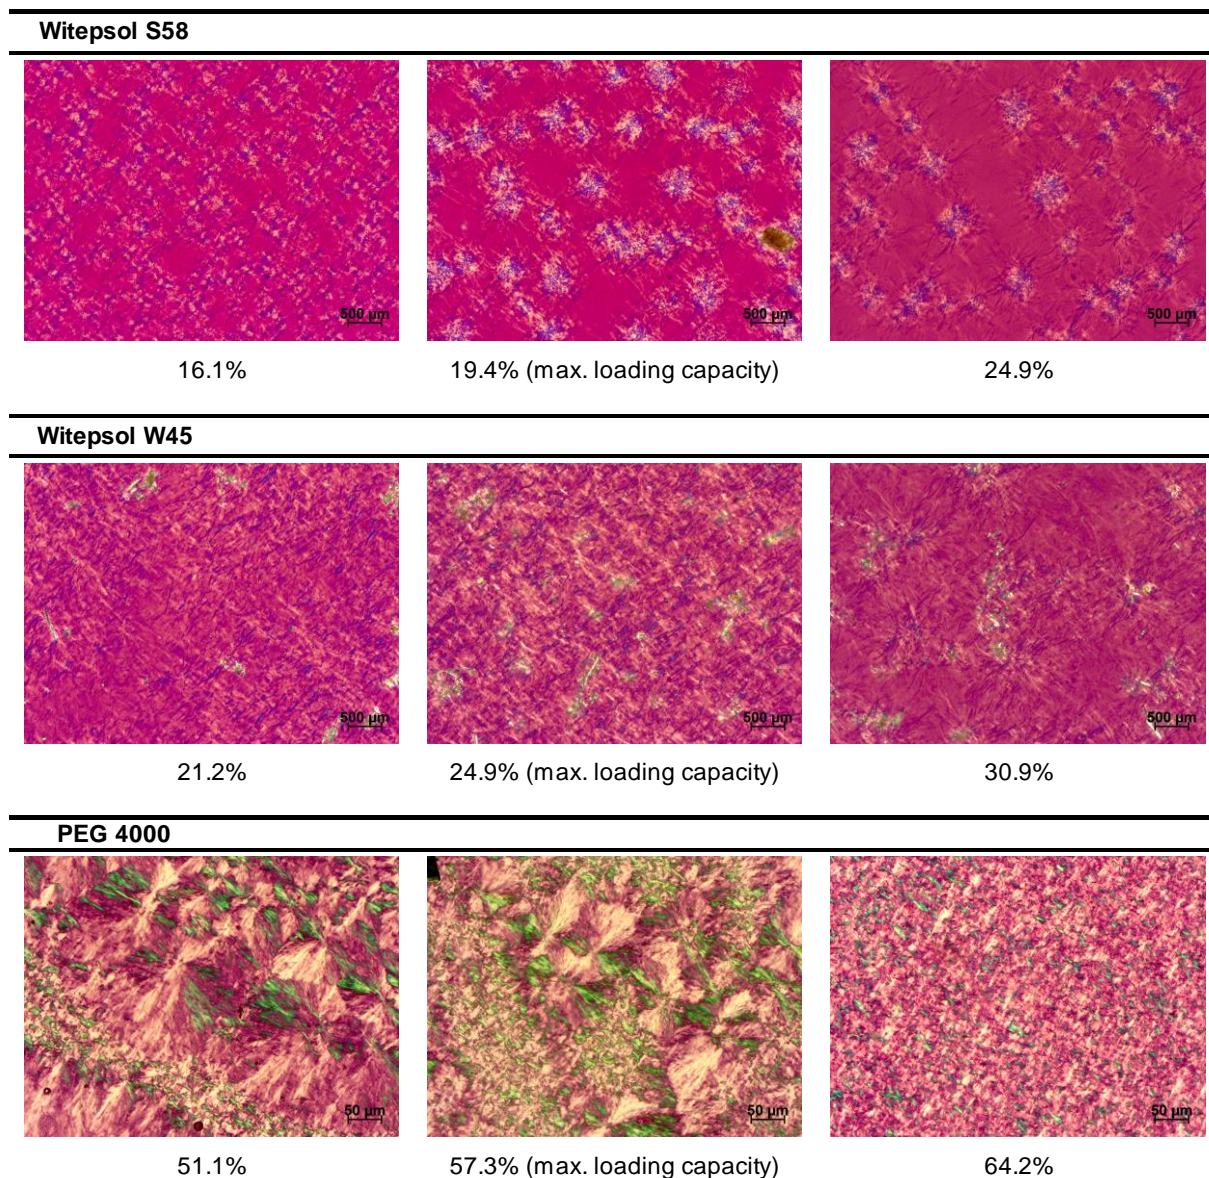 Witepsol S58
500 µm
500 µm
500 µm
16.1%
19.4% (max. loading capacity)
24.9%
Witepsol W45
500 µm
500 µm
500 µm
21.2%
24.9% (max. loading capacity)
30.9%
PEG 4000
50 µm
50 µm
50 µm
51.1%
57.3% (max. loading capacity)
64.2%